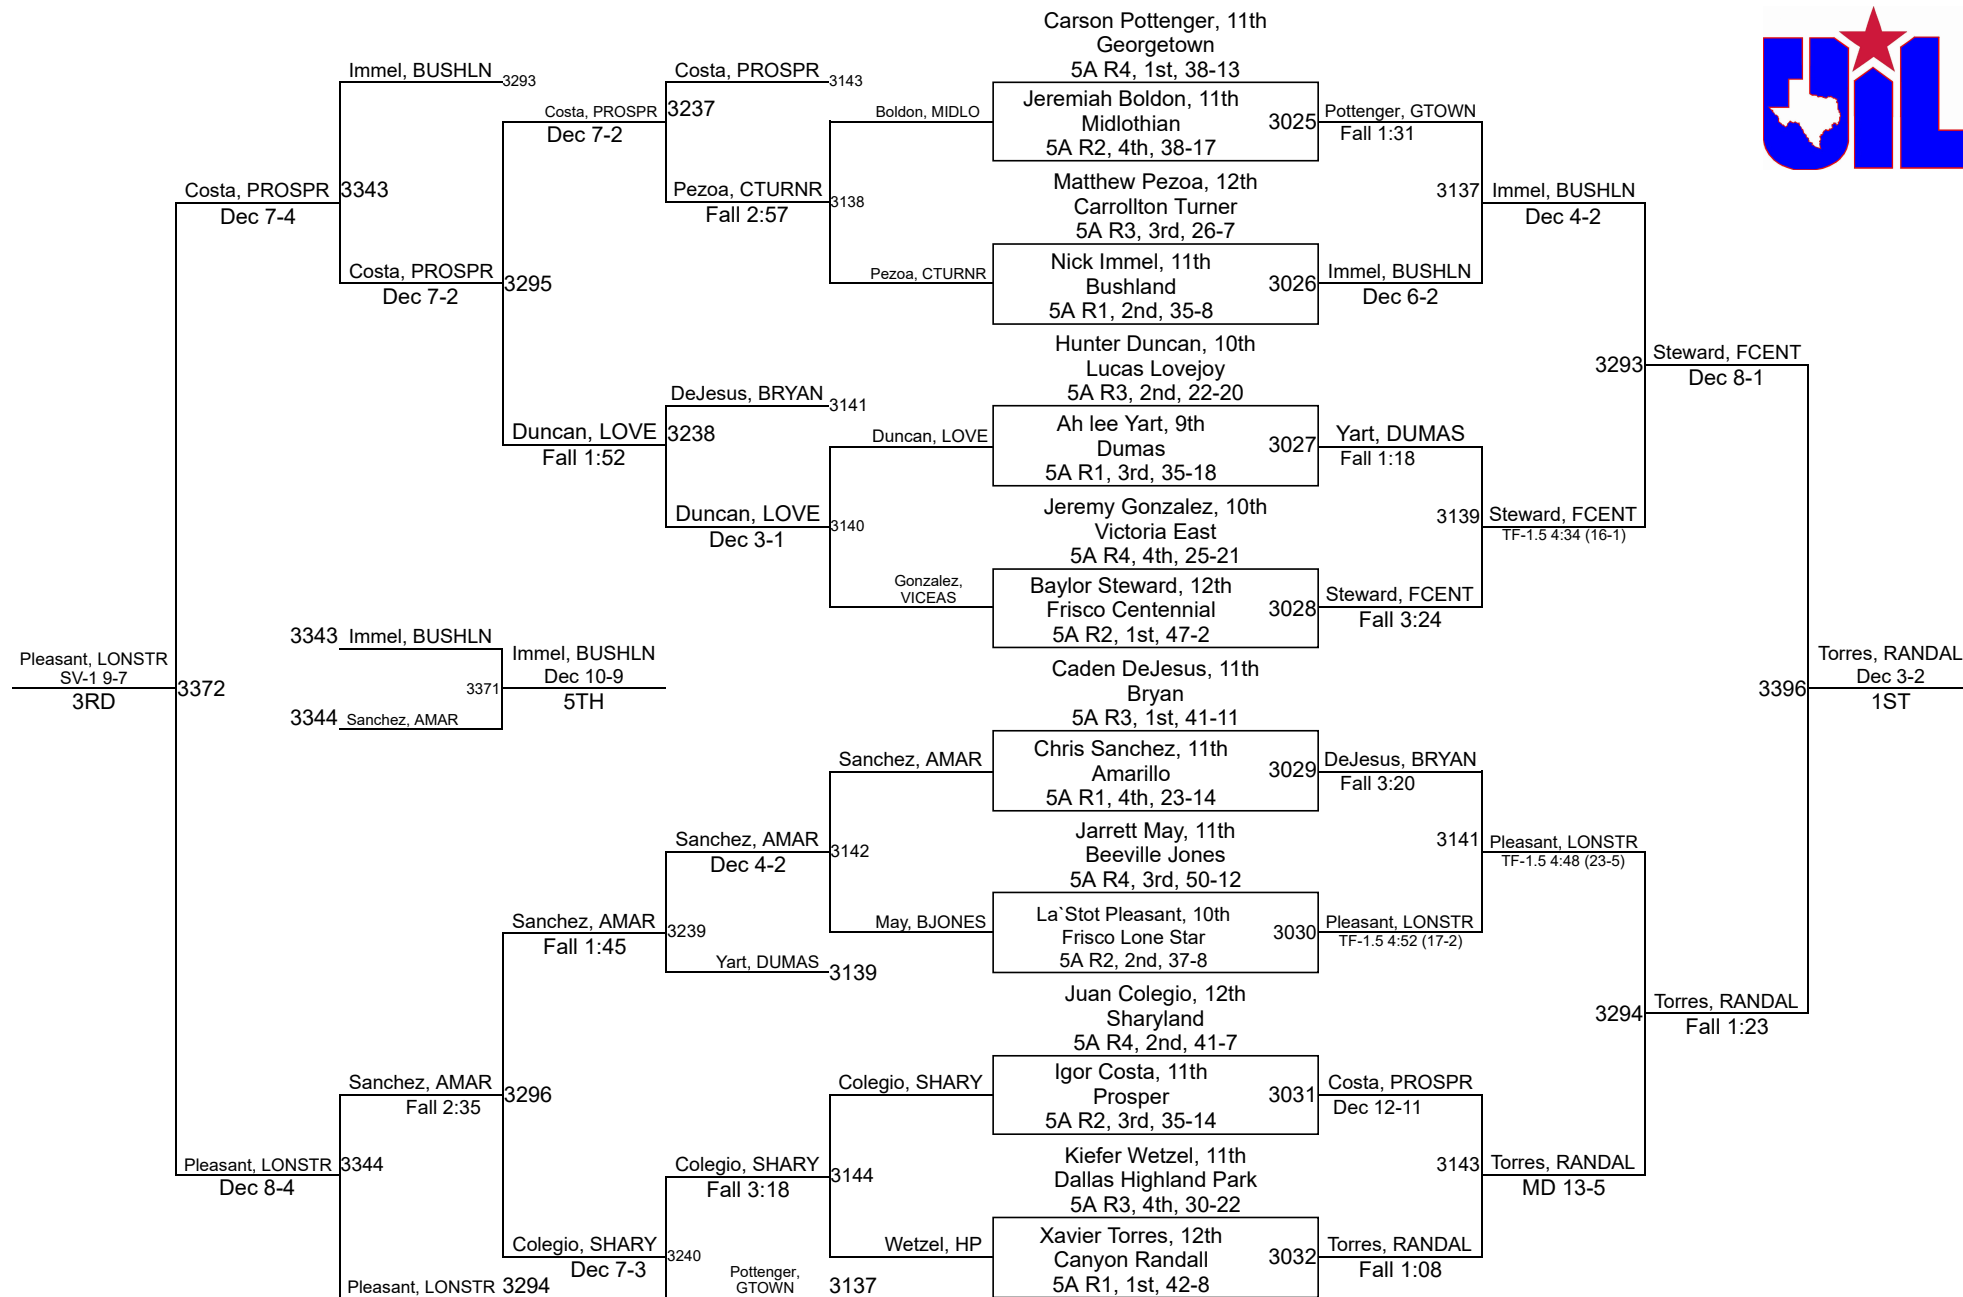 UIL
Carson Pottenger, 11th
Georgetown
5A R4, 1st, 38-13
Jeremiah Boldon, 11th
Midlothian
5A R2, 4th, 38-17
3025
Matthew Pezoa, 12th
Carrollton Turner
5A R3, 3rd, 26-7
Nick Immel, 11th
Bushland
5A R1, 2nd, 35-8
3026
Hunter Duncan, 10th
Lucas Lovejoy
5A R3, 2nd, 22-20
Ah lee Yart, 9th
Dumas
5A R1, 3rd, 35-18
3027
Jeremy Gonzalez, 10th
Victoria East
5A R4, 4th, 25-21
Baylor Steward, 12th
Frisco Centennial
5A R2, 1st, 47-2
3028
Caden DeJesus, 11th
Bryan
5A R3, 1st, 41-11
Chris Sanchez, 11th
Amarillo
5A R1, 4th, 23-14
3029
Jarrett May, 11th
Beeville Jones
5A R4, 3rd, 50-12
La`Stot Pleasant, 10th
Frisco Lone Star
5A R2, 2nd, 37-8
3030
Juan Colegio, 12th
Sharyland
5A R4, 2nd, 41-7
Igor Costa, 11th
Prosper
5A R2, 3rd, 35-14
3031
Kiefer Wetzel, 11th
Dallas Highland Park
5A R3, 4th, 30-22
Xavier Torres, 12th
Canyon Randall
5A R1, 1st, 42-8
3032
Pottenger, GTOWN
Fall 1:31
3137
Immel, BUSHLN
Dec 6-2
Yart, DUMAS
Fall 1:18
3139
Steward, FCENT
Fall 3:24
DeJesus, BRYAN
Fall 3:20
3141
Pleasant, LONSTR
TF-1.5 4:52 (17-2)
Costa, PROSPR
Dec 12-11
3143
Torres, RANDAL
Fall 1:08
Immel, BUSHLN
Dec 4-2
3293
Steward, FCENT
TF-1.5 4:34 (16-1)
Pleasant, LONSTR
TF-1.5 4:48 (23-5)
3294
Torres, RANDAL
MD 13-5
Steward, FCENT
Dec 8-1
3396
Torres, RANDAL
Fall 1:23
Torres, RANDAL
Dec 3-2
1ST
Boldon, MIDLO
3138
Pezoa, CTURNR
Duncan, LOVE
3140
Gonzalez,
VICEAS
Sanchez, AMAR
3142
May, BJONES
Colegio, SHARY
3144
Wetzel, HP
Costa, PROSPR
3143
3237
Pezoa, CTURNR
Fall 2:57
DeJesus, BRYAN
3141
3238
Duncan, LOVE
Dec 3-1
Sanchez, AMAR
Dec 4-2
3239
Yart, DUMAS
3139
Colegio, SHARY
Fall 3:18
3240
Pottenger,
GTOWN
3137
Costa, PROSPR
Dec 7-2
3295
Duncan, LOVE
Fall 1:52
Sanchez, AMAR
Fall 1:45
3296
Colegio, SHARY
Dec 7-3
Immel, BUSHLN
3293
3343
Costa, PROSPR
Dec 7-2
3343
Immel, BUSHLN
3371
3344
Sanchez, AMAR
Immel, BUSHLN
Dec 10-9
5TH
Sanchez, AMAR
Fall 2:35
3344
Pleasant, LONSTR
3294
Costa, PROSPR
Dec 7-4
3372
Pleasant, LONSTR
Dec 8-4
Pleasant, LONSTR
SV-1 9-7
3RD